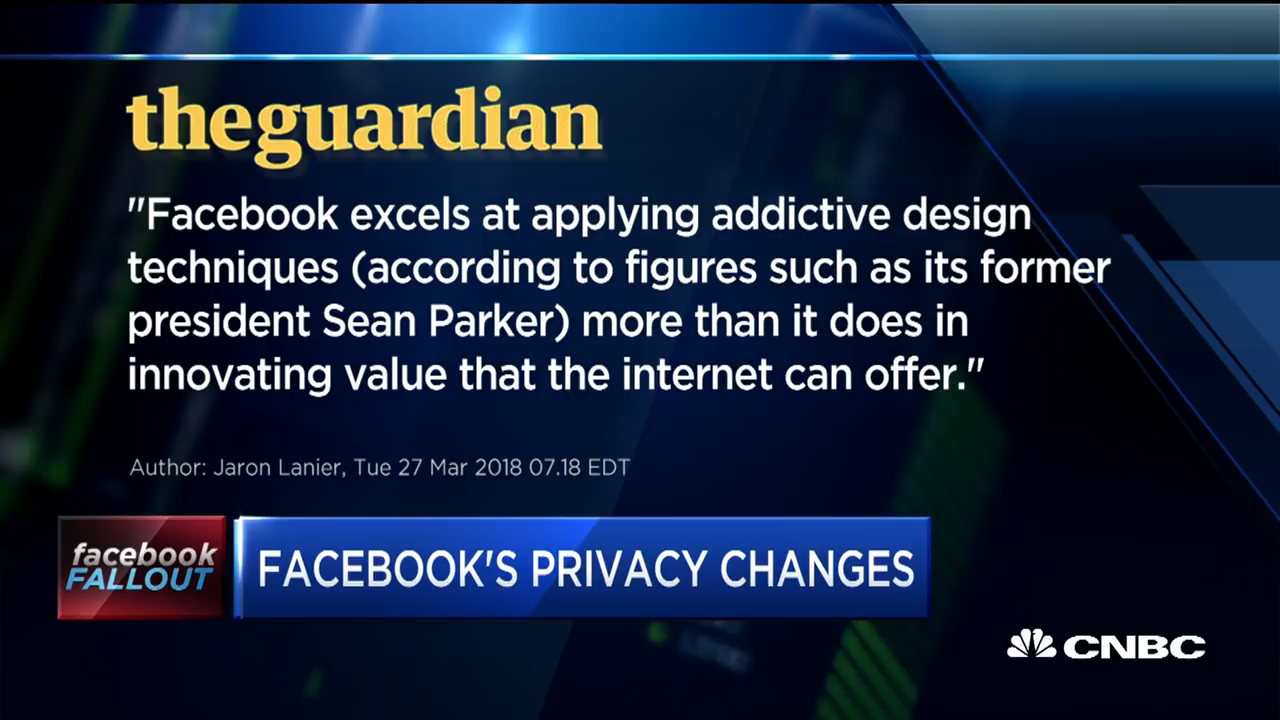 theguardian
"Facebook excels at applying addictive design
techniques (according to figures such as its former
president Sean Parker) more than it does in
innovating value that the internet can offer."
Author: Jaron Lanier, Tue 27 Mar 2018 07.18 EDT
facebook
FALLOUT
FACEBOOK'S PRIVACY CHANGES
CNBC